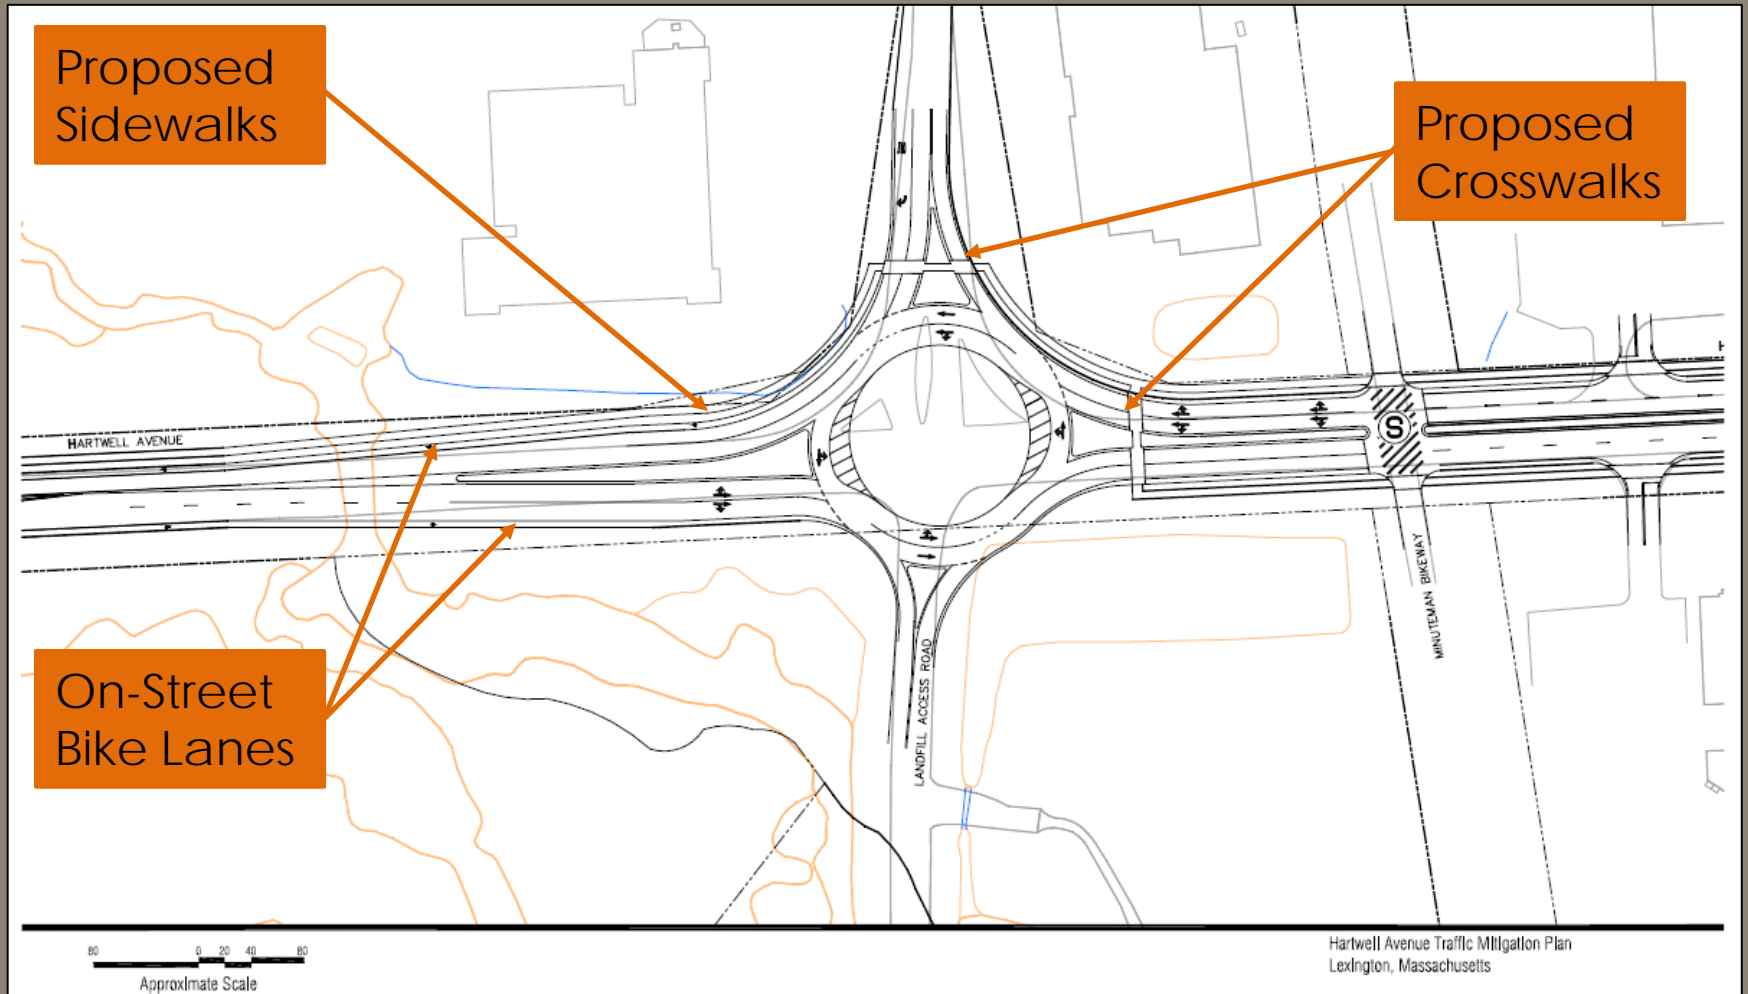 Proposed
Sidewalks
Proposed
Crosswalks
HARTWELL AVENUE
S
MINUTEMAN BIKEWAY
On-Street
Bike Lanes
LANDFILL ACCESS ROAD
80 0 20 40 80
Approximate Scale
Hartwell Avenue Traffic Mitigation Plan
Lexington, Massachusetts